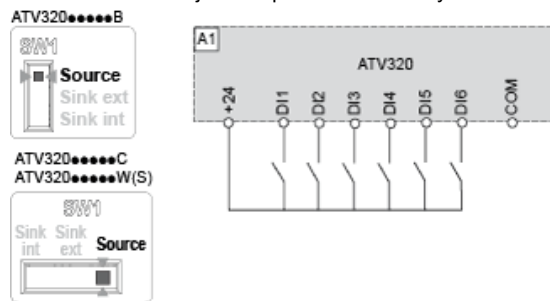 ATV320●●●●●B
SW1
Source
Sink ext
Sink int
ATV320●●●●●C
ATV320●●●●●W(S)
SW1
Sink int
Sink ext
Source
A1
ATV320
+24
DI1
DI2
DI3
DI4
DI5
DI6
COM